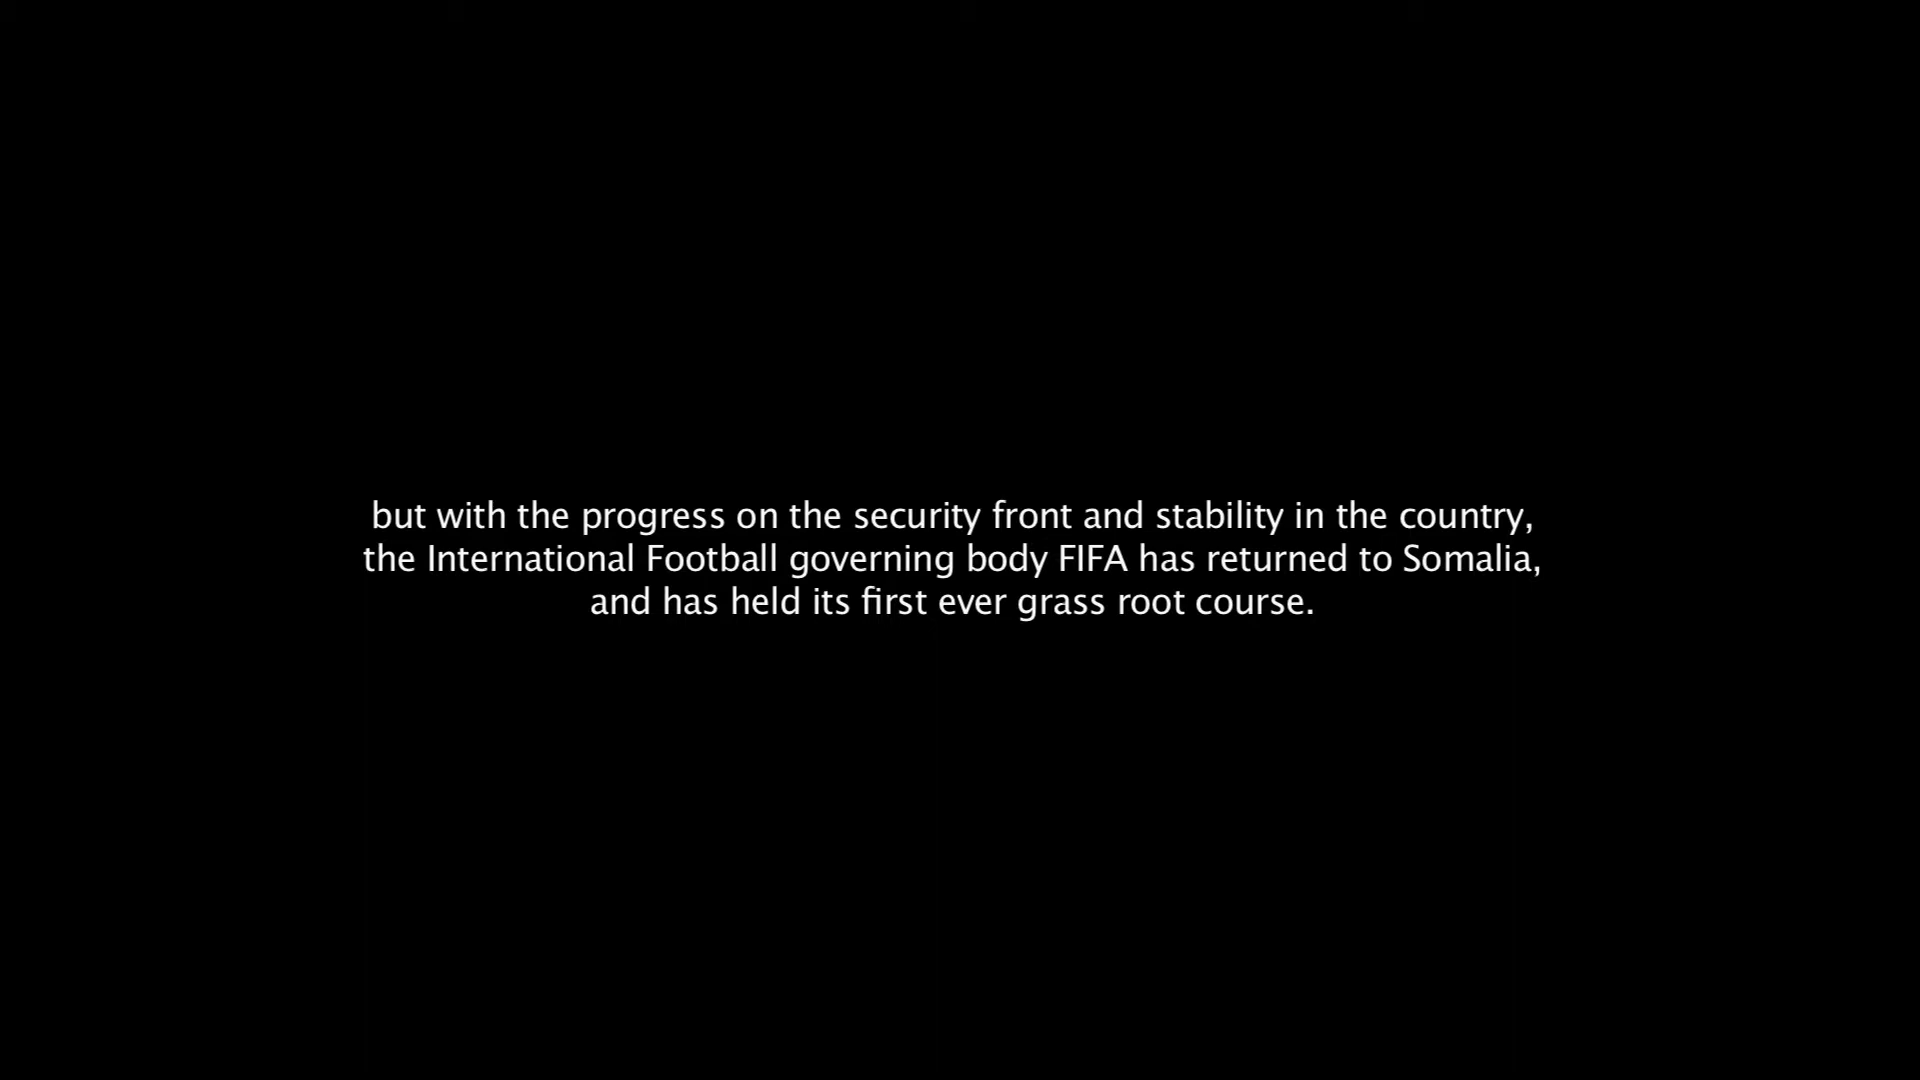 but with the progress on the security front and stability in the country,
the International Football governing body FIFA has returned to Somalia,
and has held its first ever grass root course.